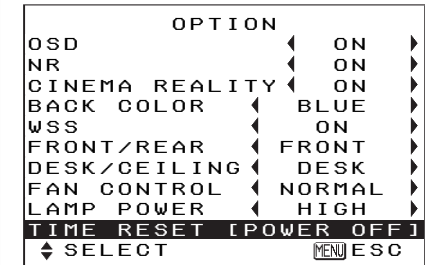 OPTION
OSD ON
NR ON
CINEMA REALITY ON
BACK COLOR BLUE
WSS ON
FRONT/REAR FRONT
DESK/CEILING DESK
FAN CONTROL NORMAL
LAMP POWER HIGH
TIME RESET [POWER OFF]
SELECT MENU ESC